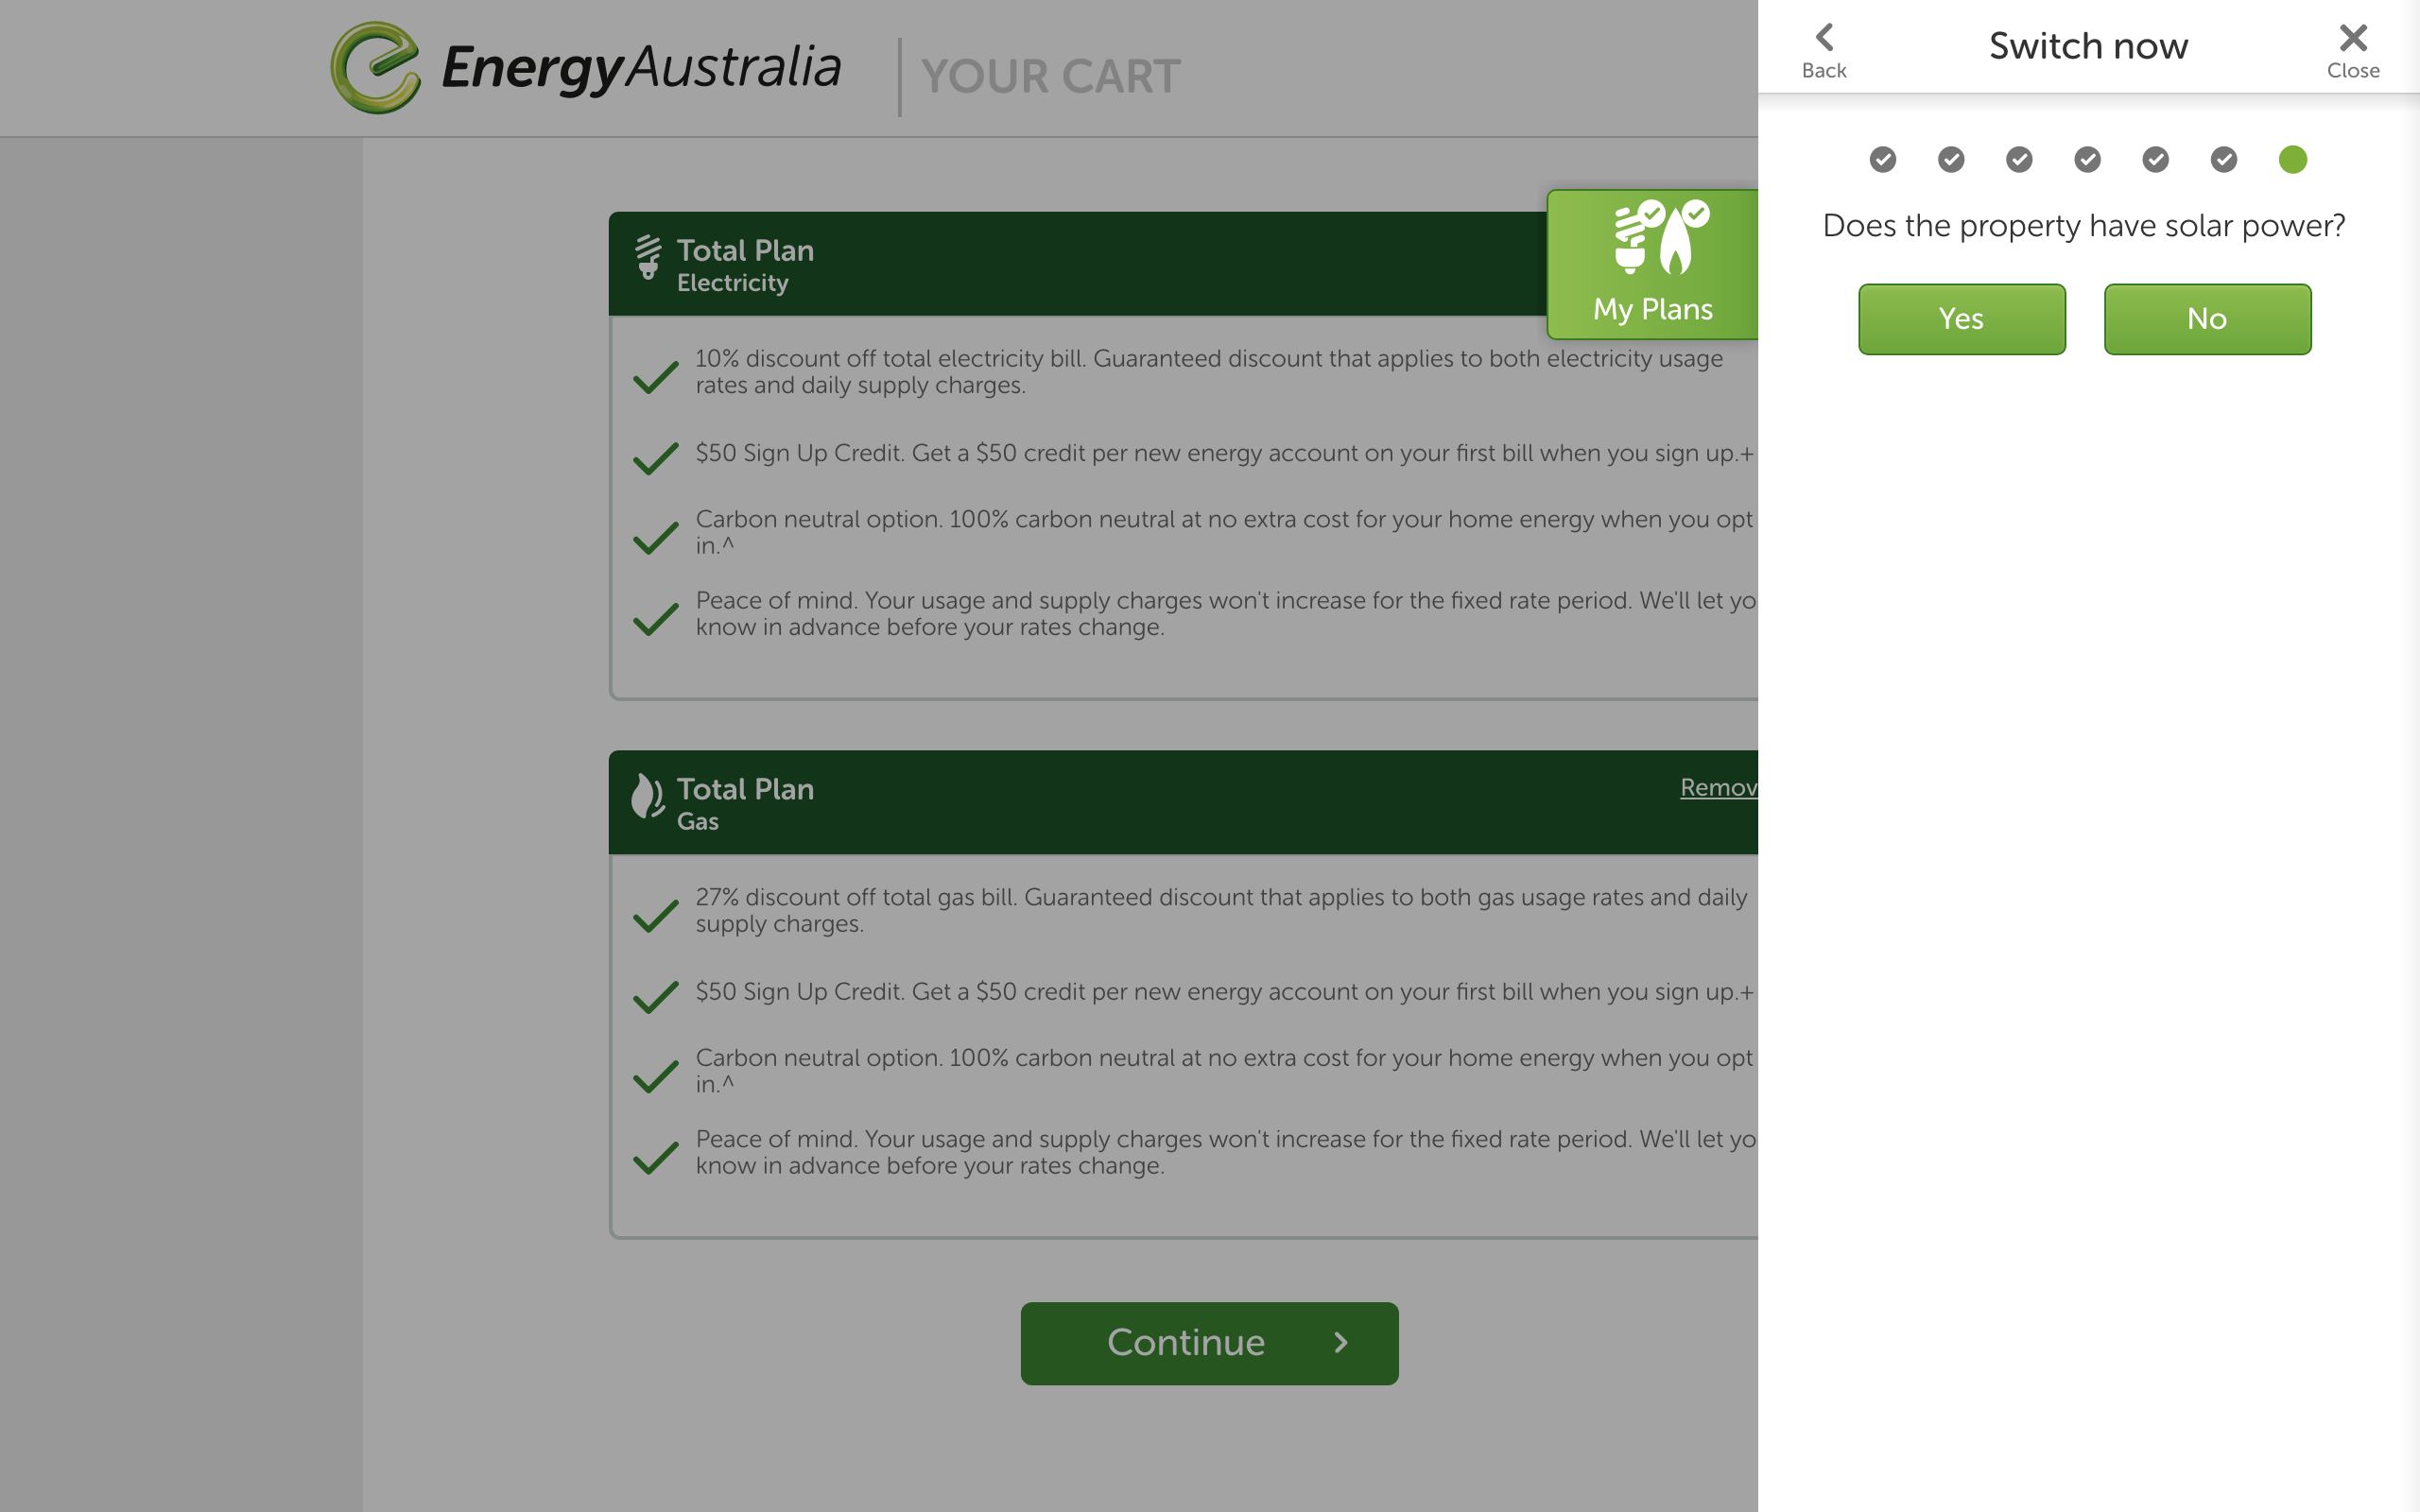 EnergyAustralia
YOUR CART
Back
Switch now
Close
Does the property have solar power?
Yes
No
My Plans
Total Plan
Electricity
10% discount off total electricity bill. Guaranteed discount that applies to both electricity usage
rates and daily supply charges.
$50 Sign Up Credit. Get a $50 credit per new energy account on your first bill when you sign up.+
Carbon neutral option. 100% carbon neutral at no extra cost for your home energy when you opt
in.^
Peace of mind. Your usage and supply charges won't increase for the fixed rate period. We'll let yo
know in advance before your rates change.
Total Plan
Gas
Remov
27% discount off total gas bill. Guaranteed discount that applies to both gas usage rates and daily
supply charges.
$50 Sign Up Credit. Get a $50 credit per new energy account on your first bill when you sign up.+
Carbon neutral option. 100% carbon neutral at no extra cost for your home energy when you opt
in.^
Peace of mind. Your usage and supply charges won't increase for the fixed rate period. We'll let yo
know in advance before your rates change.
Continue